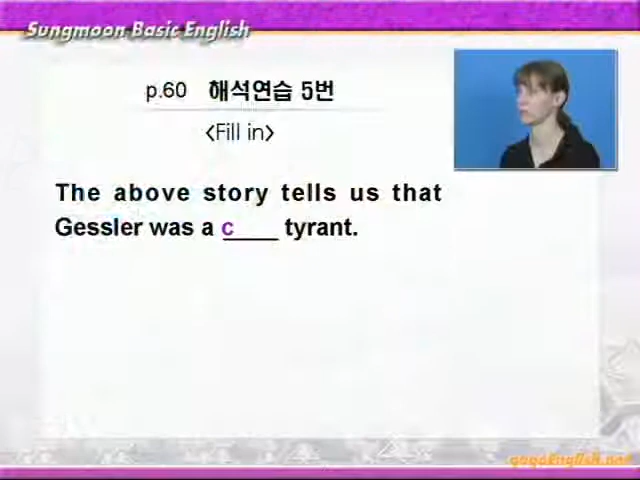 Sungmoon Basic English
p.60 해석연습 5번
<Fill in>
The above story tells us that
Gessler was a c____ tyrant.
gogoEnglish.net